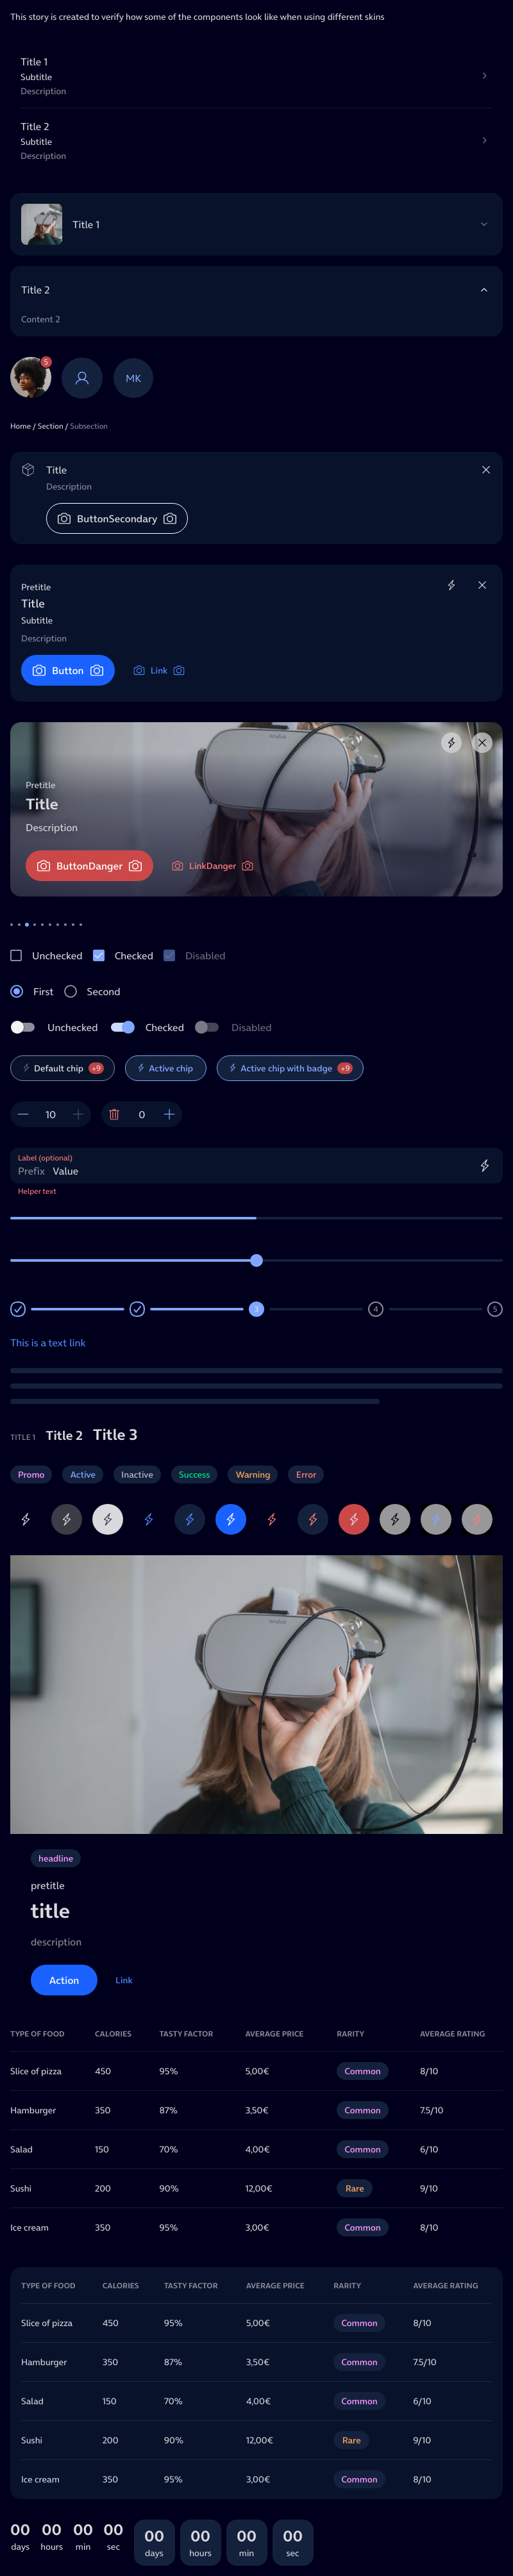 This story is created to verify how some of the components look like when using different skins
Title 1
Subtitle
Description
Title 2
Subtitle
Description
Title 1
Title 2
Content 2
5
MK
Home / Section / Subsection
Title
Description
ButtonSecondary
Pretitle
Title
Subtitle
Description
Button Link
oculus
Pretitle
Title
Description
ButtonDanger LinkDanger
Unchecked Checked Disabled
First Second
Unchecked Checked Disabled
Default chip +9 Active chip Active chip with badge +9
10 0
Label (optional)
Prefix Value
Helper text
3 4 5
This is a text link
TITLE 1 Title 2 Title 3
Promo Active Inactive Success Warning Error
oculus
headline
pretitle
title
description
Action Link
TYPE OF FOOD CALORIES TASTY FACTOR AVERAGE PRICE RARITY AVERAGE RATING
Slice of pizza 450 95% 5,00€ Common 8/10
Hamburger 350 87% 3,50€ Common 7.5/10
Salad 150 70% 4,00€ Common 6/10
Sushi 200 90% 12,00€ Rare 9/10
Ice cream 350 95% 3,00€ Common 8/10
TYPE OF FOOD CALORIES TASTY FACTOR AVERAGE PRICE RARITY AVERAGE RATING
Slice of pizza 450 95% 5,00€ Common 8/10
Hamburger 350 87% 3,50€ Common 7.5/10
Salad 150 70% 4,00€ Common 6/10
Sushi 200 90% 12,00€ Rare 9/10
Ice cream 350 95% 3,00€ Common 8/10
00 00 00 00 00 00 00 00
days hours min sec days hours min sec